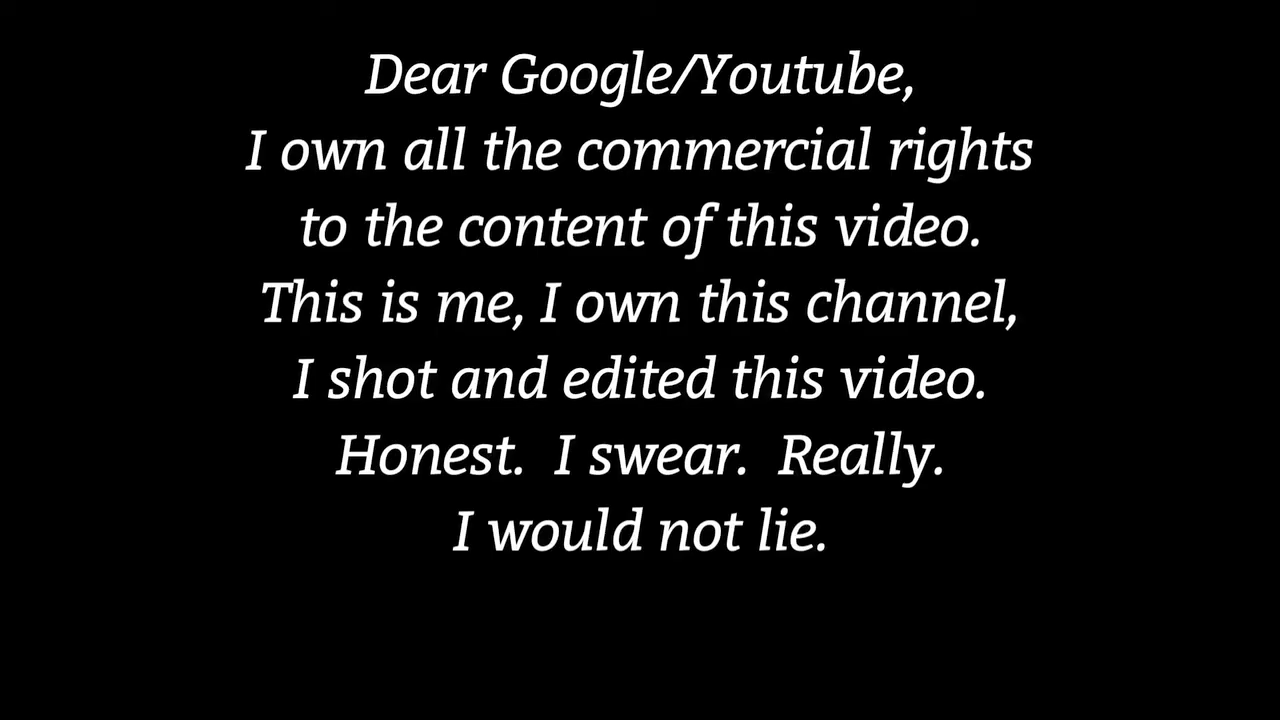 Dear Google/Youtube,
I own all the commercial rights
to the content of this video.
This is me, I own this channel,
I shot and edited this video.
Honest.  I swear.  Really.
I would not lie.